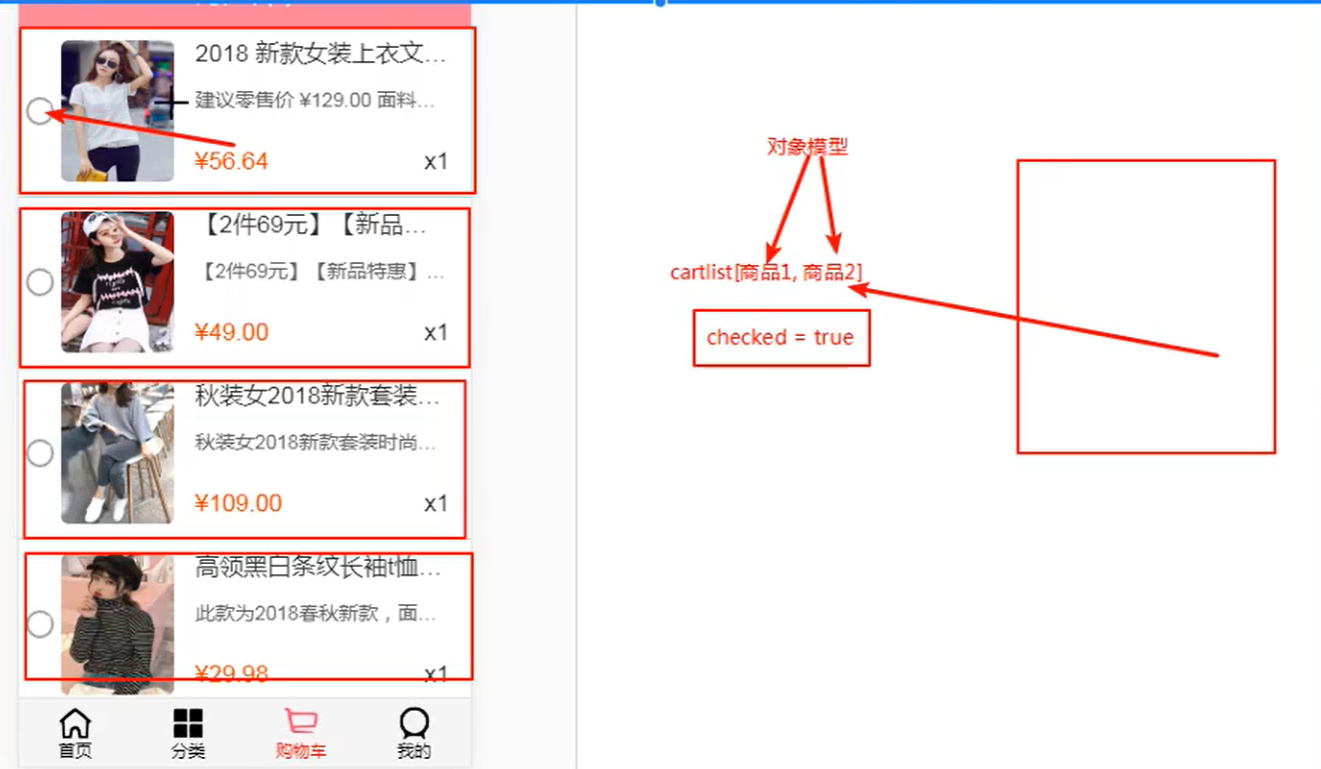 2018 新款女装上衣文...
建议零售价 ¥129.00 面料...
¥56.64
x1
【2件69元】【新品...
【2件69元】【新品特惠】...
¥49.00
x1
秋装女2018新款套装...
秋装女2018新款套装时尚...
¥109.00
x1
高领黑白条纹长袖t恤...
此款为2018春秋新款，面...
¥29.98
x1
首页
分类
购物车
我的
对象模型
cartlist[商品1, 商品2]
checked = true